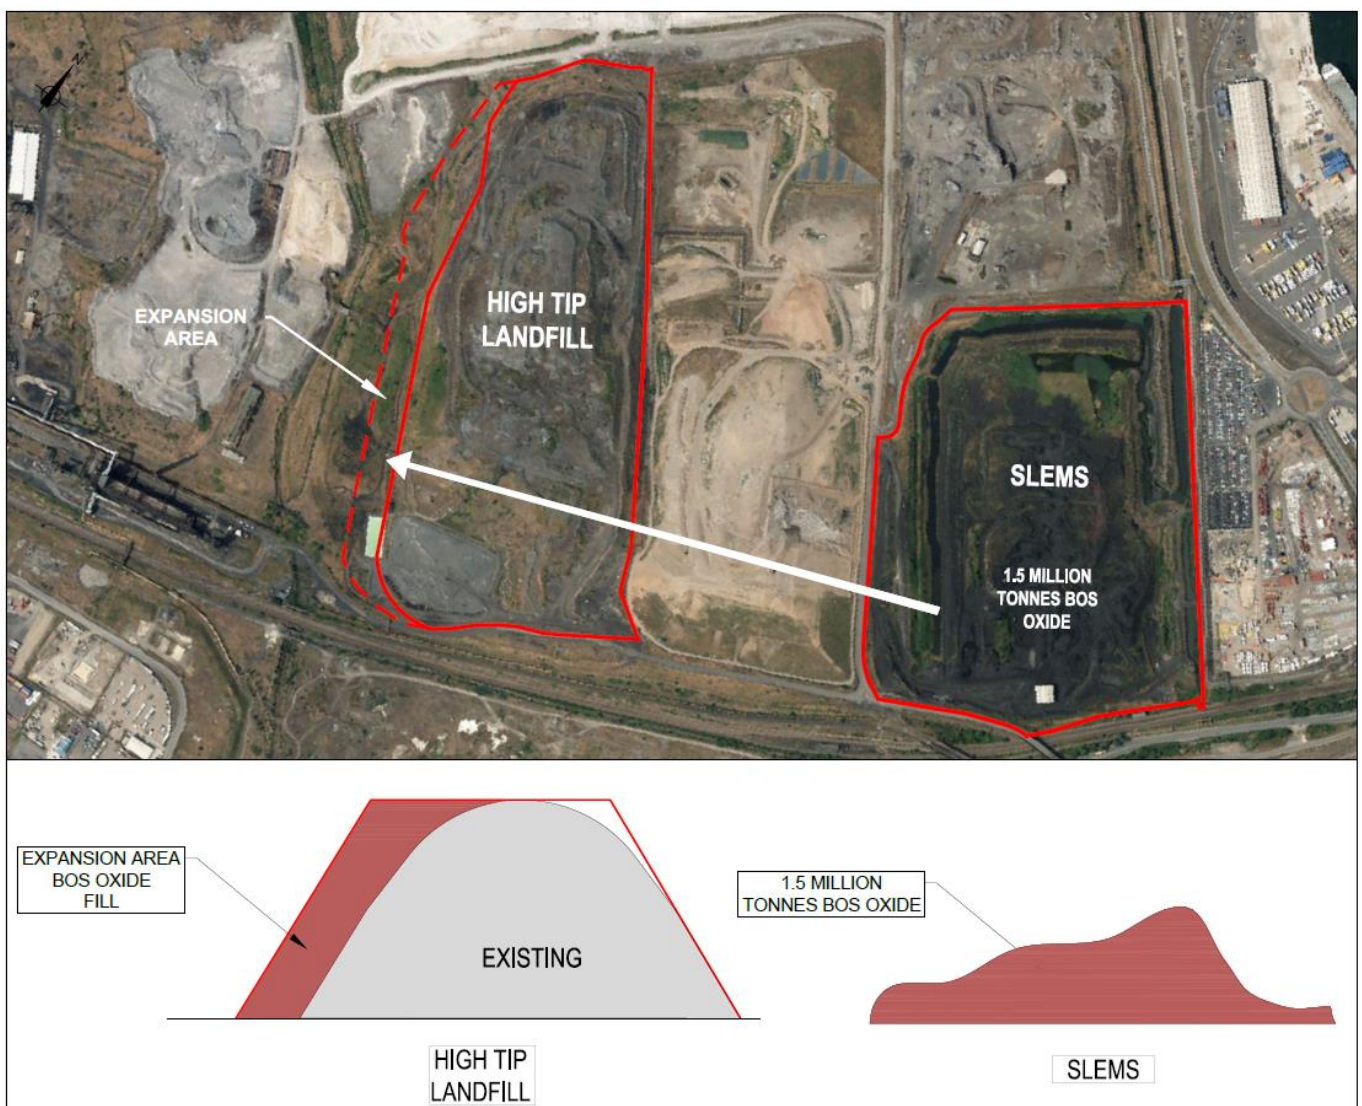 N
EXPANSION
AREA
HIGH TIP
LANDFILL
SLEMS
1.5 MILLION
TONNES BOS
OXIDE
EXPANSION AREA
BOS OXIDE
FILL
EXISTING
HIGH TIP
LANDFILL
1.5 MILLION
TONNES BOS OXIDE
SLEMS